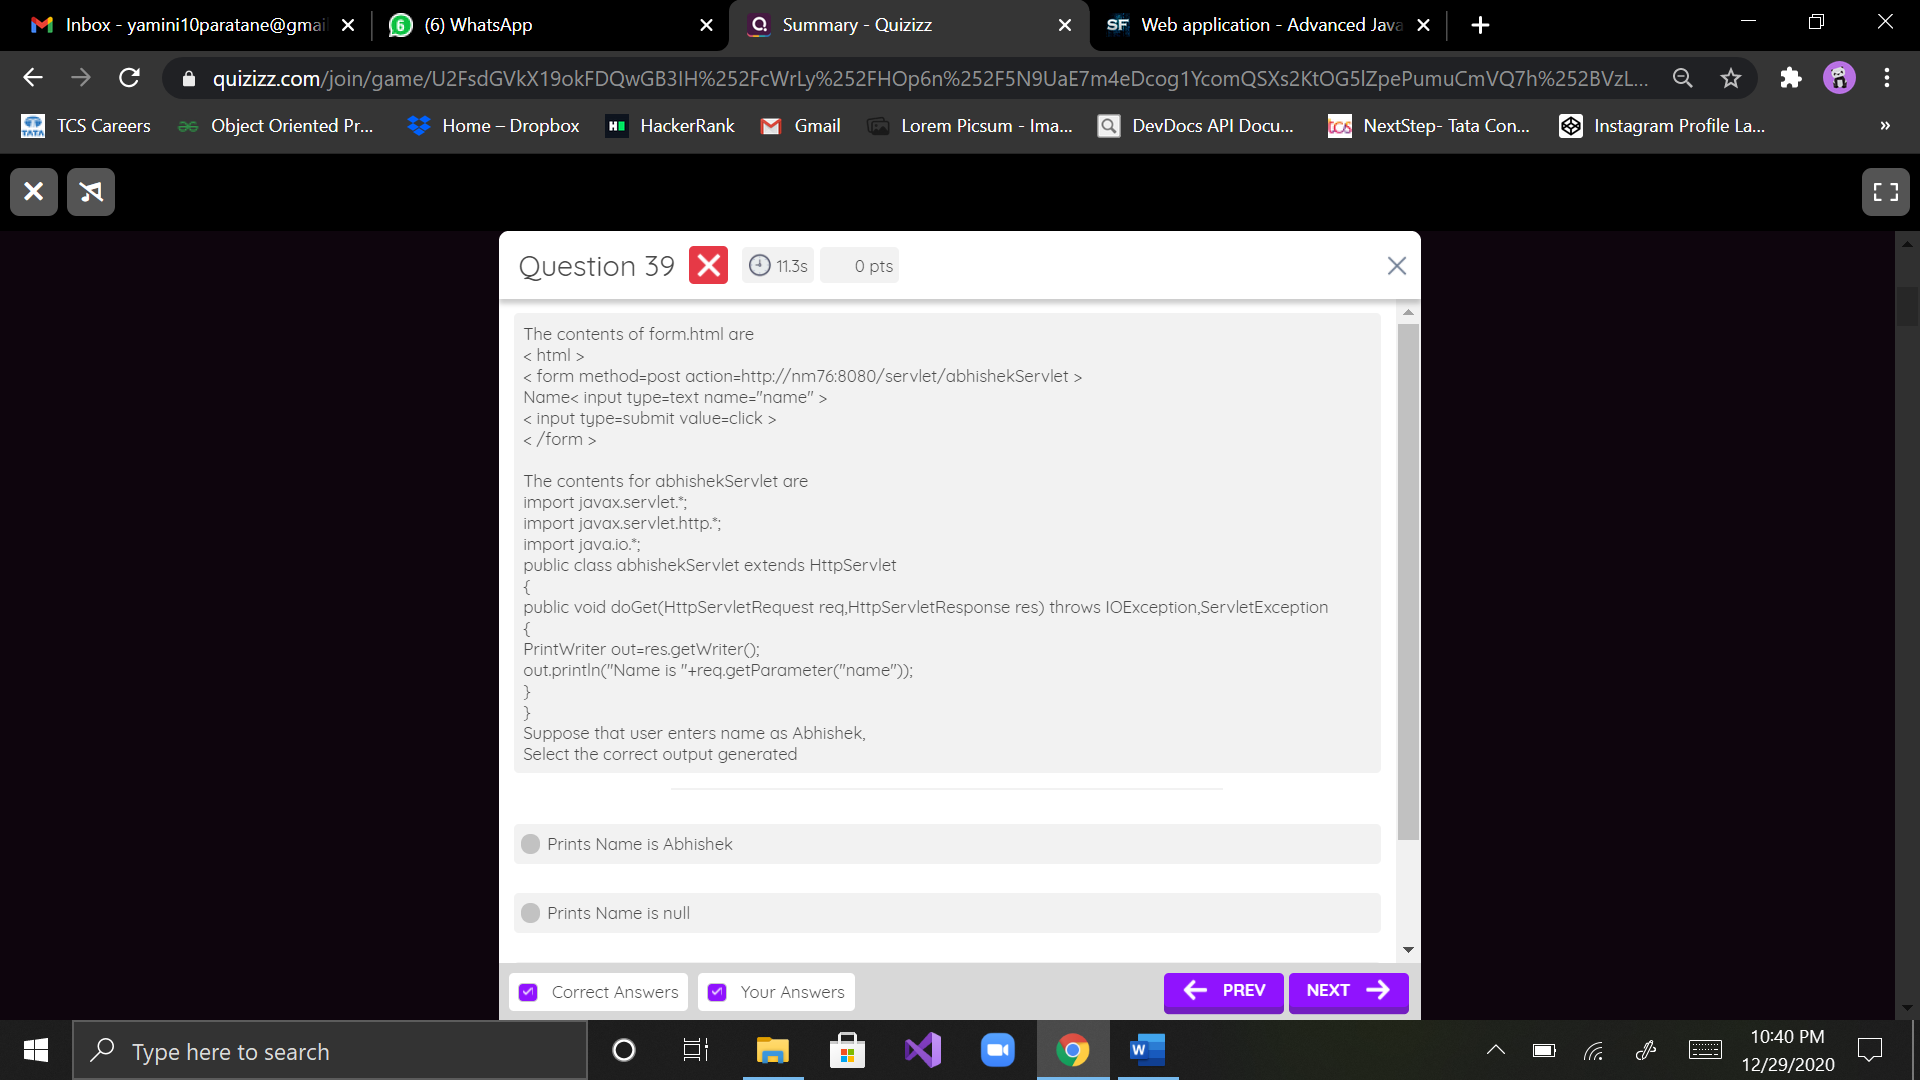 Inbox - yamini10paratane@gmai
(6) WhatsApp
Summary - Quizizz
Web application - Advanced Java
quizizz.com/join/game/U2FsdGVkX19okFDQwGB3IH%252FcWrLy%252FHOp6n%252F5N9UaE7m4eDcog1YcomQSXs2KtOG5lZpePumuCmVQ7h%252BVzL...
TCS Careers
Object Oriented Pr...
Home – Dropbox
HackerRank
Gmail
Lorem Picsum - Ima...
DevDocs API Docu...
NextStep- Tata Con...
Instagram Profile La...
»
Question 39
11.3s
0 pts
The contents of form.html are
< html >
< form method=post action=http://nm76:8080/servlet/abhishekServlet >
Name< input type=text name="name" >
< input type=submit value=click >
< /form >
The contents for abhishekServlet are
import javax.servlet.*;
import javax.servlet.http.*;
import java.io.*;
public class abhishekServlet extends HttpServlet
{
public void doGet(HttpServletRequest req,HttpServletResponse res) throws IOException,ServletException
{
PrintWriter out=res.getWriter();
out.println("Name is "+req.getParameter("name"));
}
}
Suppose that user enters name as Abhishek,
Select the correct output generated
Prints Name is Abhishek
Prints Name is null
Correct Answers
Your Answers
PREV
NEXT
Type here to search
10:40 PM
12/29/2020